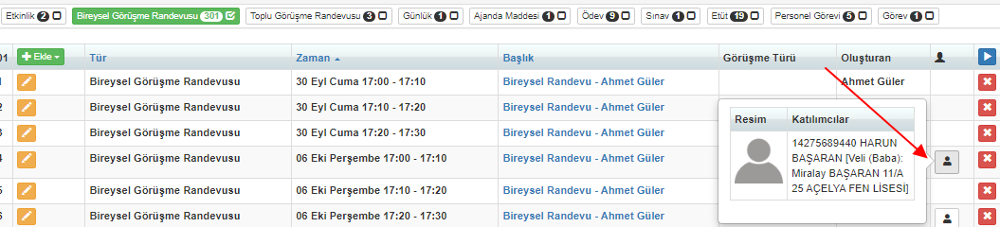 Etkinlik 2 Bireysel Görüşme Randevusu 301 Toplu Görüşme Randevusu 3 Günlük 1 Ajanda Maddesi 1 Ödev 9 Sınav 1 Etüt 19 Personel Görevi 5 Görev 1
01 Ekle Tür Zaman Başlık Görüşme Türü Oluşturan
1 Bireysel Görüşme Randevusu 30 Eyl Cuma 17:00 - 17:10 Bireysel Randevu - Ahmet Güler Ahmet Güler
2 Bireysel Görüşme Randevusu 30 Eyl Cuma 17:10 - 17:20 Bireysel Randevu - Ahmet Güler
3 Bireysel Görüşme Randevusu 30 Eyl Cuma 17:20 - 17:30 Bireysel Randevu - Ahmet Güler
4 Bireysel Görüşme Randevusu 06 Eki Perşembe 17:00 - 17:10 Bireysel Randevu - Ahmet Güler
5 Bireysel Görüşme Randevusu 06 Eki Perşembe 17:10 - 17:20 Bireysel Randevu - Ahmet Güler
6 Bireysel Görüşme Randevusu 06 Eki Perşembe 17:20 - 17:30 Bireysel Randevu - Ahmet Güler
Resim Katılımcılar
14275689440 HARUN
BAŞARAN [Veli (Baba):
Miralay BAŞARAN 11/A
25 AÇELYA FEN LİSESİ]